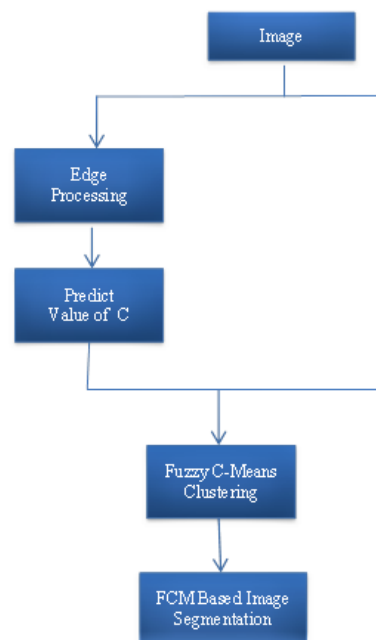 Image
Edge
Processing
Predict
Value of C
Fuzzy C-Means
Clustering
FCM Based Image
Segmentation